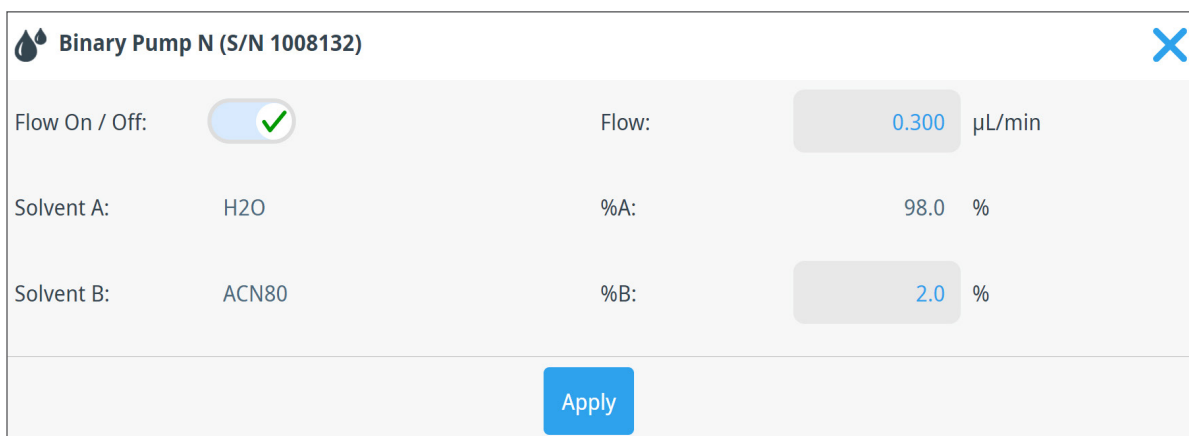 Binary Pump N (S/N 1008132)
Flow On / Off: Flow: 0.300 µL/min
Solvent A: H2O %A: 98.0 %
Solvent B: ACN80 %B: 2.0 %
Apply